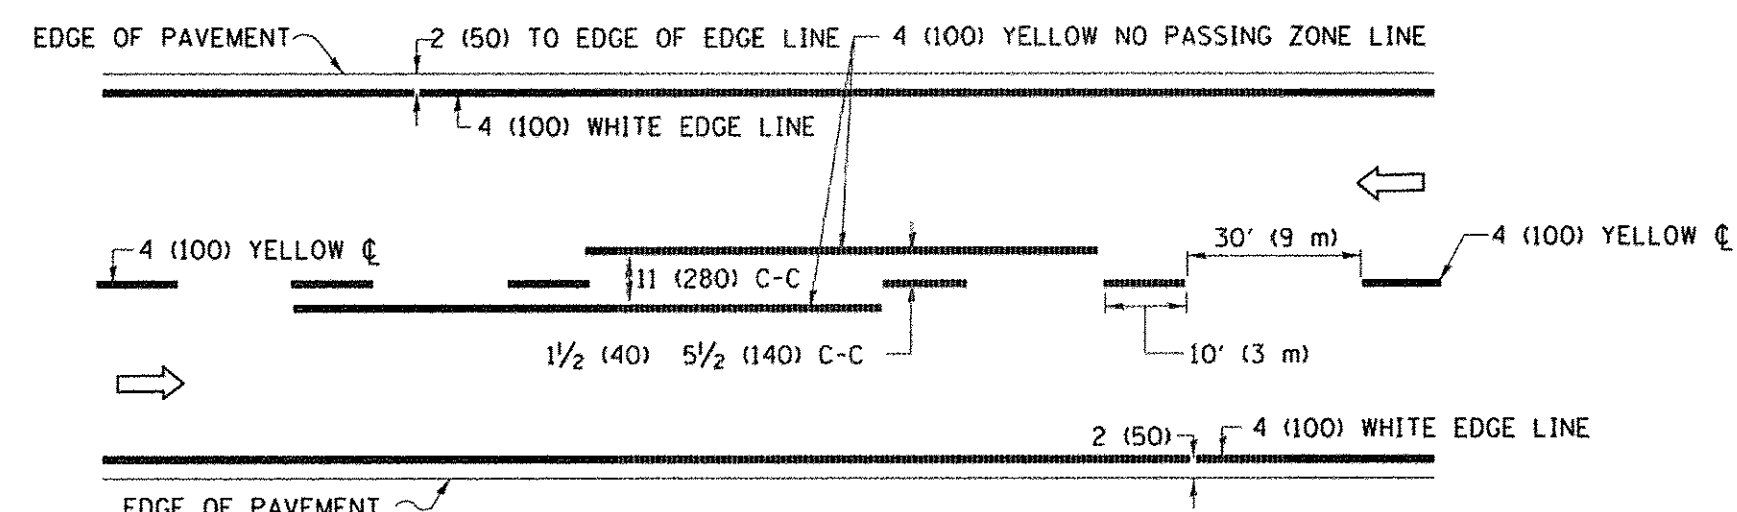 EDGE OF PAVEMENT
2 (50) TO EDGE OF EDGE LINE
4 (100) YELLOW NO PASSING ZONE LINE
4 (100) WHITE EDGE LINE
4 (100) YELLOW ℄
30' (9 m)
4 (100) YELLOW ℄
11 (280) C-C
1½ (40) 5½ (140) C-C
10' (3 m)
2 (50)
4 (100) WHITE EDGE LINE
EDGE OF PAVEMENT